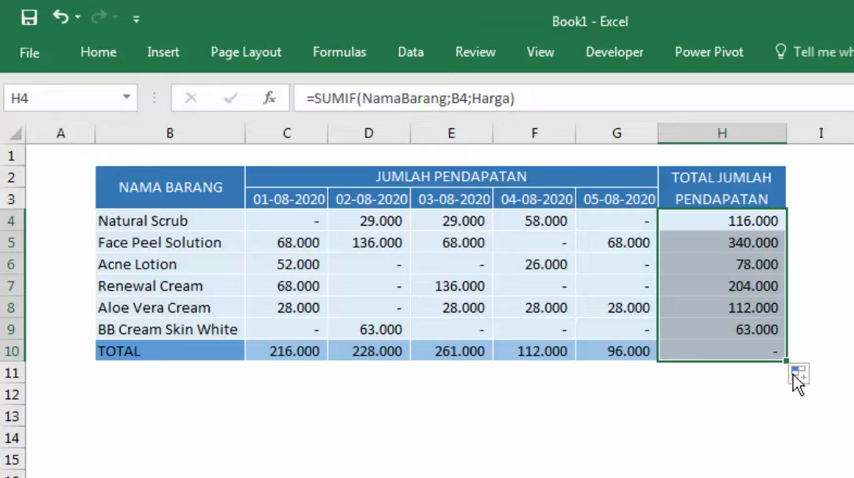 Book1 - Excel
File Home Insert Page Layout Formulas Data Review View Developer Power Pivot Tell me
H4 fx =SUMIF(NamaBarang;B4;Harga)
A B C D E F G H I
1
2 NAMA BARANG JUMLAH PENDAPATAN TOTAL JUMLAH
3 01-08-2020 02-08-2020 03-08-2020 04-08-2020 05-08-2020 PENDAPATAN
4 Natural Scrub - 29.000 29.000 58.000 - 116.000
5 Face Peel Solution 68.000 136.000 68.000 - 68.000 340.000
6 Acne Lotion 52.000 - - 26.000 - 78.000
7 Renewal Cream 68.000 - 136.000 - - 204.000
8 Aloe Vera Cream 28.000 - 28.000 28.000 28.000 112.000
9 BB Cream Skin White - 63.000 - - - 63.000
10 TOTAL 216.000 228.000 261.000 112.000 96.000 -
11
12
13
14
15